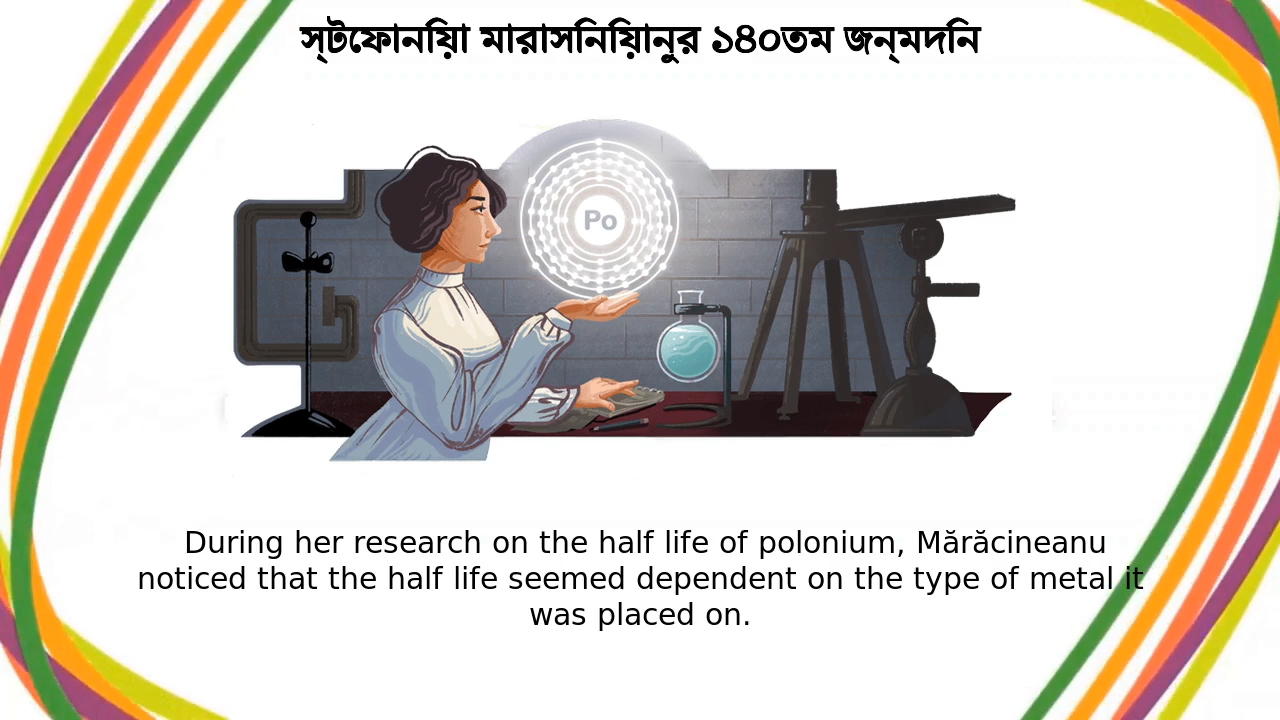 স্টেফোনিয়া মারাসিনিয়ানুর ১৪০তম জন্মদিন
Po
During her research on the half life of polonium, Mărăcineanu
noticed that the half life seemed dependent on the type of metal it
was placed on.